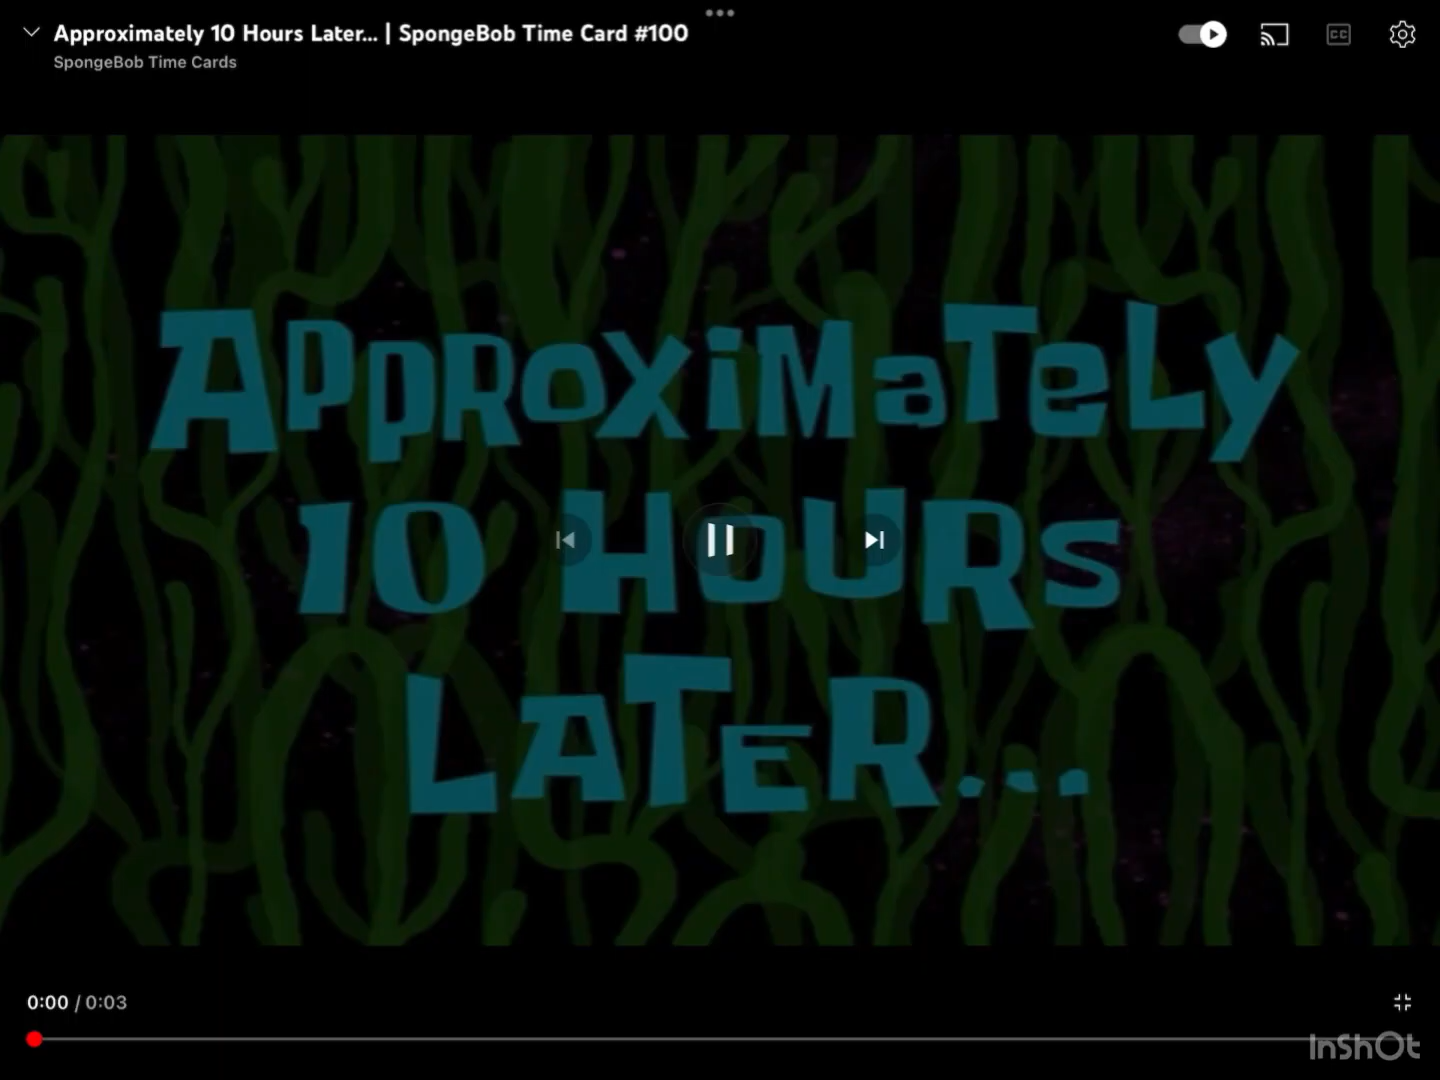 Approximately 10 Hours Later... | SpongeBob Time Card #100
SpongeBob Time Cards
CC
APPROXiMaTeLy
10 HOURS
LATER...
0:00 / 0:03
InShOt